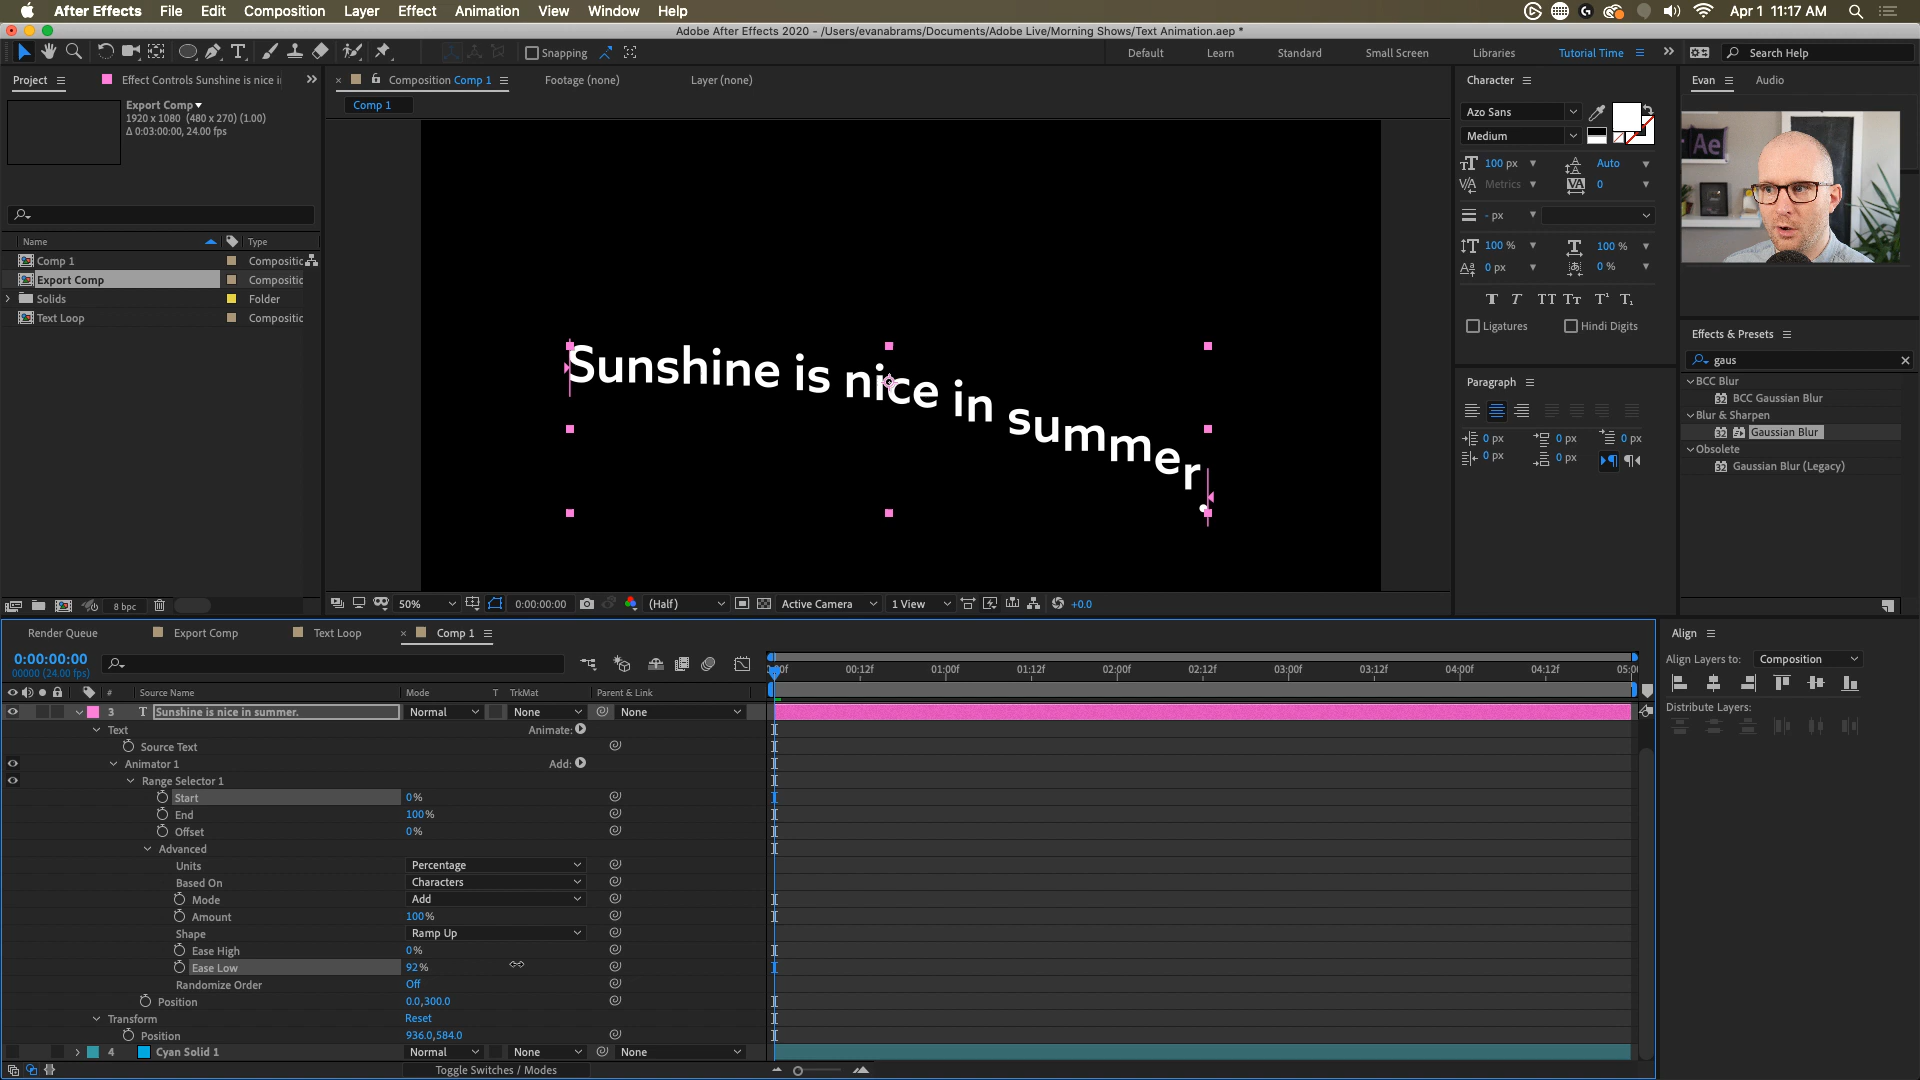 After Effects File Edit Composition Layer Effect Animation View Window Help Apr 1 11:17 AM
Adobe After Effects 2020 - /Users/evanabrams/Documents/Adobe Live/Morning Shows/Text Animation.aep *
Snapping Default Learn Standard Small Screen Libraries Tutorial Time Search Help
Project Effect Controls Sunshine is nice i
Composition Comp 1 Footage (none) Layer (none)
Comp 1
Export Comp
1920 x 1080 (480 x 270) (1.00)
Δ 0:03:00:00, 24.00 fps
Name Type
Comp 1 Compositic
Export Comp Compositic
Solids Folder
Text Loop Compositic
8 bpc
Sunshine is nice in summer.
50% 0:00:00:00 (Half) Active Camera 1 View +0.0
Character
Azo Sans
Medium
100 px Auto
Metrics 0
- px
100 % 100 %
0 px 0 %
Ligatures Hindi Digits
Paragraph
0 px 0 px 0 px
0 px 0 px
Evan Audio
Ae
Effects & Presets
gaus
BCC Blur
BCC Gaussian Blur
Blur & Sharpen
Gaussian Blur
Obsolete
Gaussian Blur (Legacy)
Render Queue Export Comp Text Loop Comp 1
0:00:00:00
00000 (24.00 fps)
:00f 00:12f 01:00f 01:12f 02:00f 02:12f 03:00f 03:12f 04:00f 04:12f 05:00
# Source Name Mode T TrkMat Parent & Link
3 T Sunshine is nice in summer. Normal None None
Text Animate:
Source Text
Animator 1 Add:
Range Selector 1
Start 0%
End 100%
Offset 0%
Advanced
Units Percentage
Based On Characters
Mode Add
Amount 100%
Shape Ramp Up
Ease High 0%
Ease Low 92%
Randomize Order Off
Position 0.0,300.0
Transform Reset
Position 936.0,584.0
4 Cyan Solid 1 Normal None None
Toggle Switches / Modes
Align
Align Layers to: Composition
Distribute Layers: